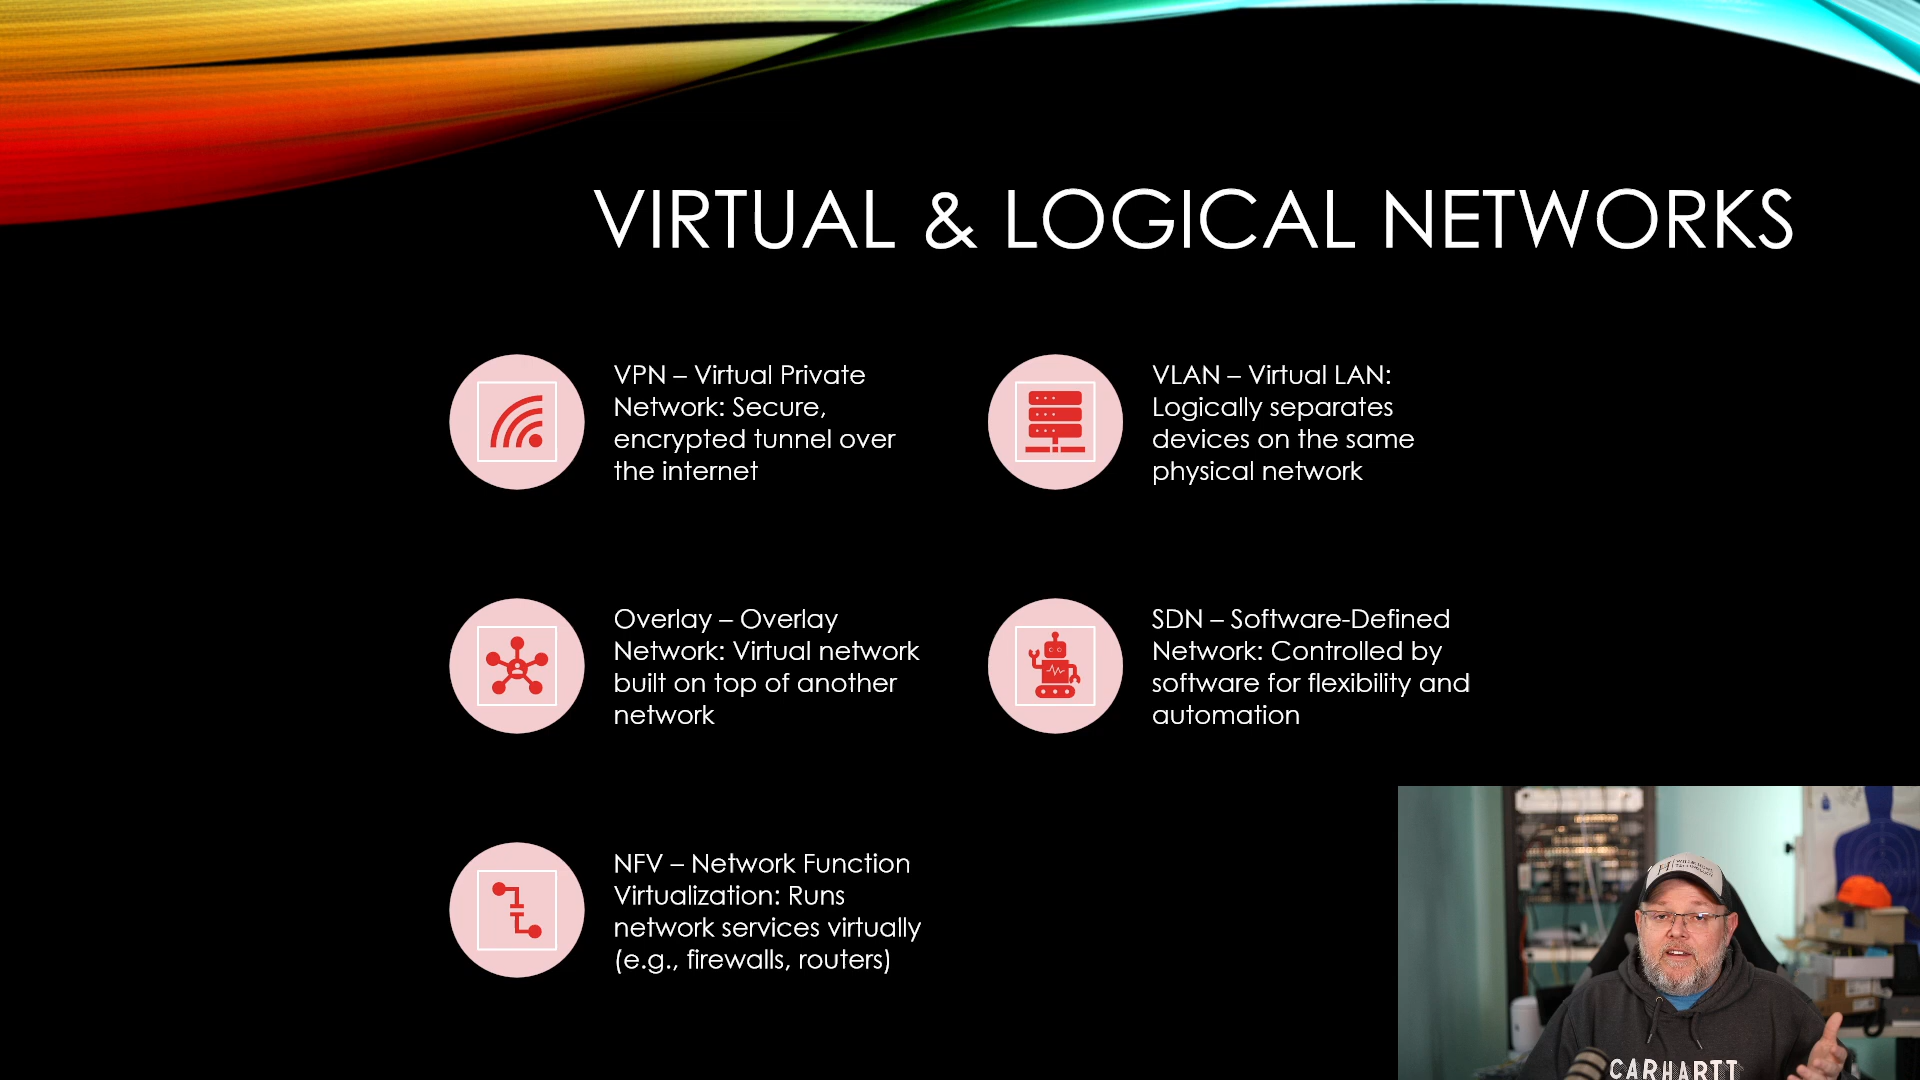 VIRTUAL & LOGICAL NETWORKS
VPN – Virtual Private
Network: Secure,
encrypted tunnel over
the internet
VLAN – Virtual LAN:
Logically separates
devices on the same
physical network
Overlay – Overlay
Network: Virtual network
built on top of another
network
SDN – Software-Defined
Network: Controlled by
software for flexibility and
automation
NFV – Network Function
Virtualization: Runs
network services virtually
(e.g., firewalls, routers)
CARHARTT